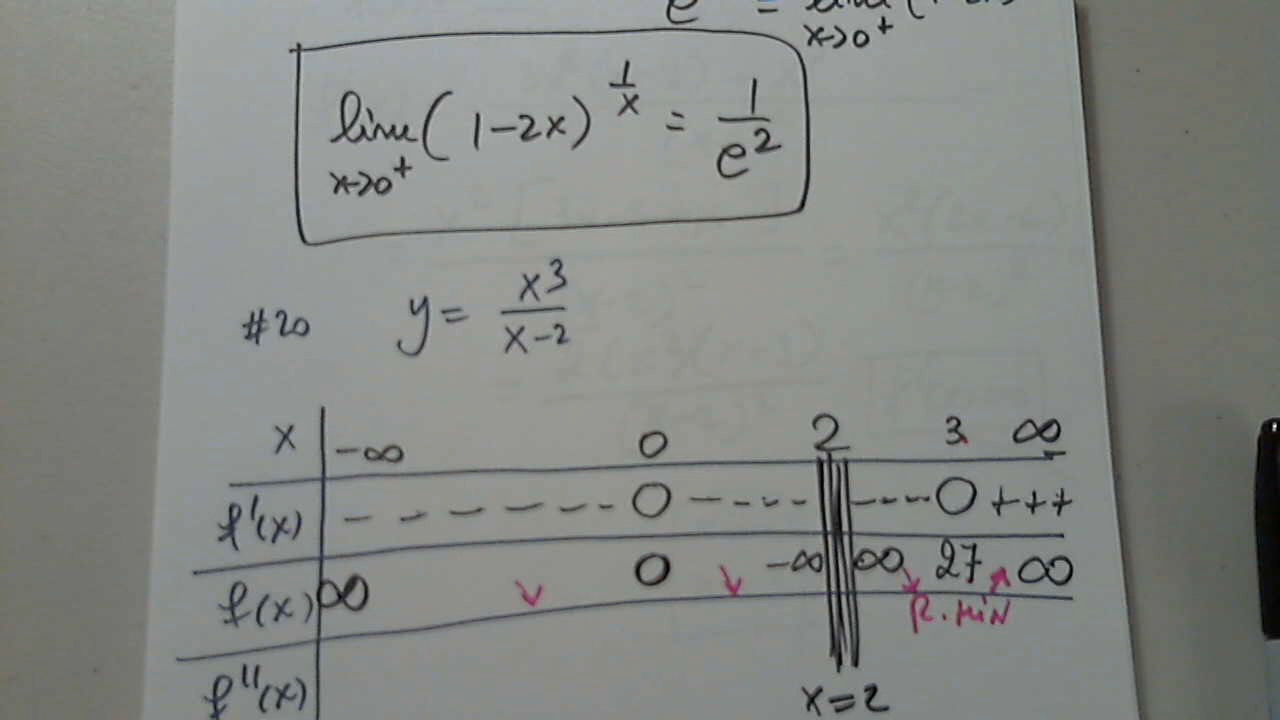 e = lim (
x→0⁺
lim (1-2x)^(1/x) = 1/e²
x→0⁺
#20 y = x³/(x-2)
x | -∞ 0 2 3 ∞
f'(x) | - - - - - - 0 - - - - - - - - 0 + + +
f(x) | ∞ ↘ 0 ↘ -∞ ∞ ↘ 27 ↗ ∞
R. MIN
f''(x)
x=2